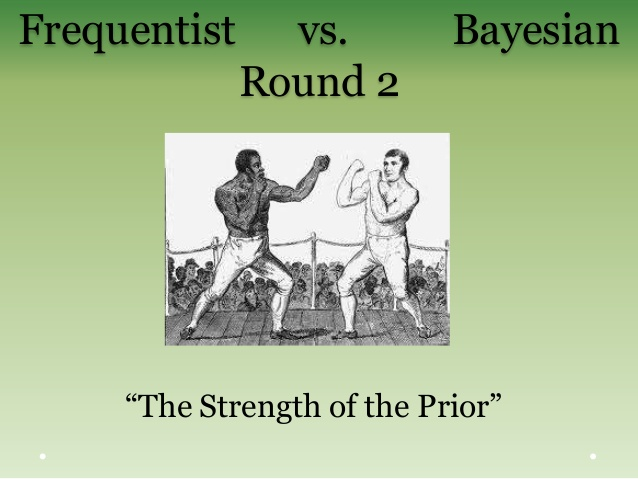 Frequentist vs. Bayesian
Round 2
“The Strength of the Prior”